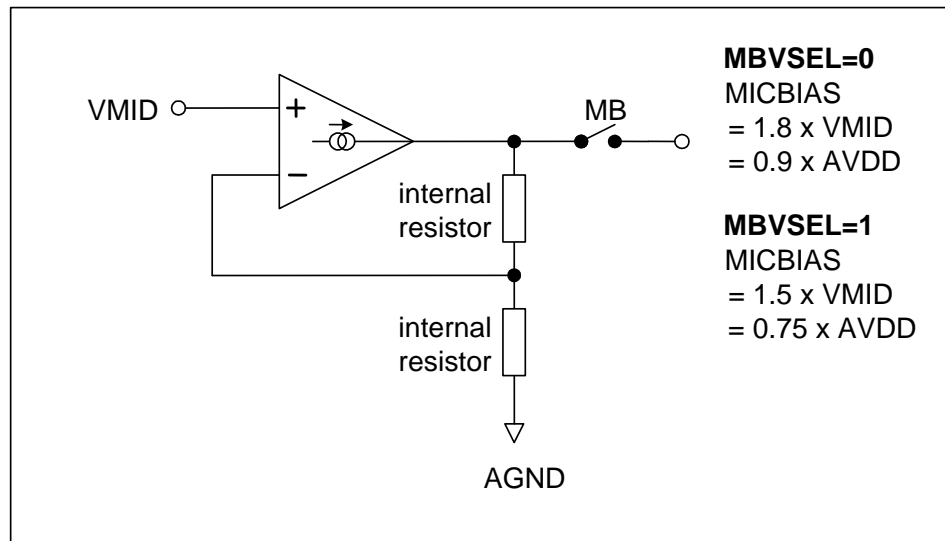 VMID
+
−
MB
internal
resistor
internal
resistor
AGND
MBVSEL=0
MICBIAS
= 1.8 x VMID
= 0.9 x AVDD
MBVSEL=1
MICBIAS
= 1.5 x VMID
= 0.75 x AVDD